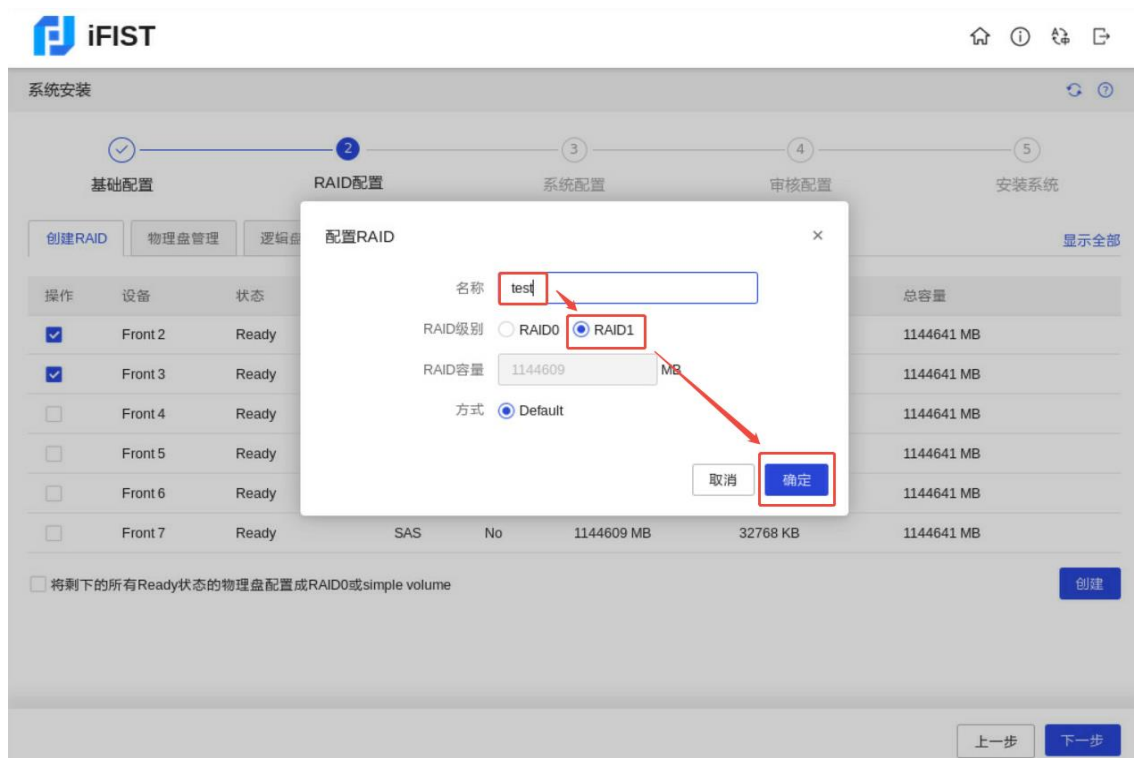 iFIST
系统安装
2 3 4 5
基础配置 RAID配置 系统配置 审核配置 安装系统
创建RAID 物理盘管理 逻辑盘 显示全部
配置RAID
名称 test
RAID级别 RAID0 RAID1
RAID容量 1144609 MB
方式 Default
取消 确定
操作 设备 状态 总容量
Front 2 Ready 1144641 MB
Front 3 Ready 1144641 MB
Front 4 Ready 1144641 MB
Front 5 Ready 1144641 MB
Front 6 Ready 1144641 MB
Front 7 Ready SAS No 1144609 MB 32768 KB 1144641 MB
将剩下的所有Ready状态的物理盘配置成RAID0或simple volume 创建
上一步 下一步